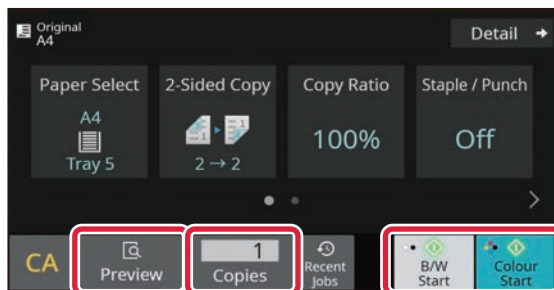 Original
A4
Detail
Paper Select
2-Sided Copy
Copy Ratio
Staple / Punch
A4
Tray 5
2 → 2
100%
Off
CA
Preview
1
Copies
Recent
Jobs
B/W
Start
Colour
Start